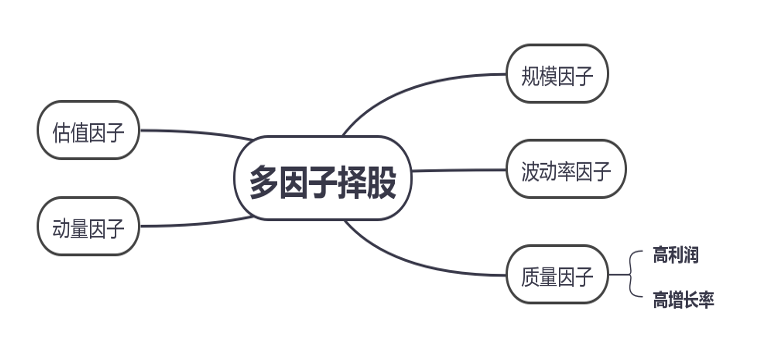 多因子择股
规模因子
波动率因子
质量因子
高利润
高增长率
估值因子
动量因子